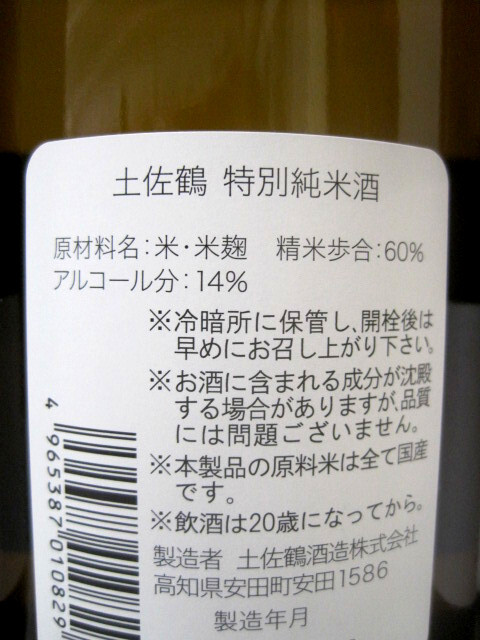 土佐鶴 特別純米酒
原材料名：米・米麹　精米歩合：60%
アルコール分：14%
※冷暗所に保管し、開栓後は
早めにお召し上がり下さい。
※お酒に含まれる成分が沈殿
する場合がありますが、品質
には問題ございません。
※本製品の原料米は全て国産
です。
※飲酒は20歳になってから。
製造者　土佐鶴酒造株式会社
高知県安田町安田1586
製造年月
4 965387 010829